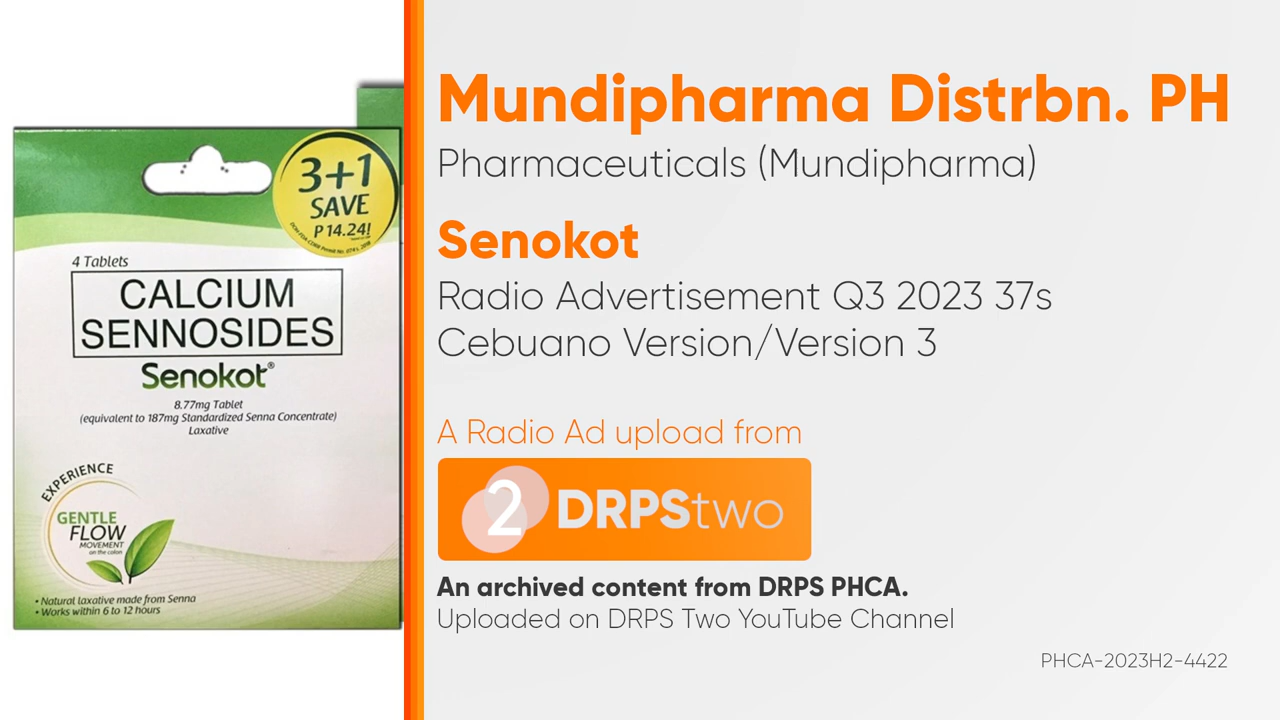 3+1
SAVE
P 14.24!
4 Tablets
CALCIUM
SENNOSIDES
Senokot®
8.77mg Tablet
(equivalent to 187mg Standardized Senna Concentrate)
Laxative
EXPERIENCE
GENTLE
FLOW
MOVEMENT
on the colon
• Natural laxative made from Senna
• Works within 6 to 12 hours
Mundipharma Distrbn. PH
Pharmaceuticals (Mundipharma)
Senokot
Radio Advertisement Q3 2023 37s
Cebuano Version/Version 3
A Radio Ad upload from
2 DRPStwo
An archived content from DRPS PHCA.
Uploaded on DRPS Two YouTube Channel
PHCA-2023H2-4422